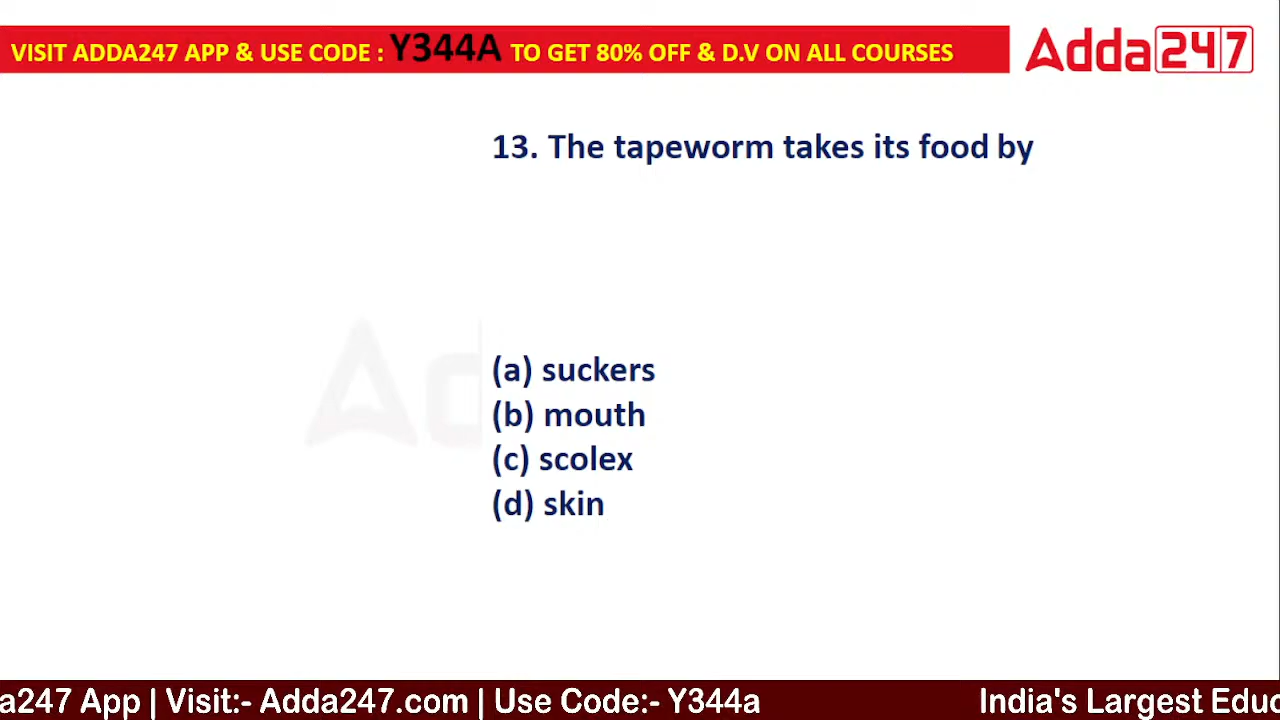 VISIT ADDA247 APP & USE CODE : Y344A TO GET 80% OFF & D.V ON ALL COURSES
Adda247
13. The tapeworm takes its food by
Ad
(a) suckers
(b) mouth
(c) scolex
(d) skin
a247 App | Visit:- Adda247.com | Use Code:- Y344a India's Largest Educ